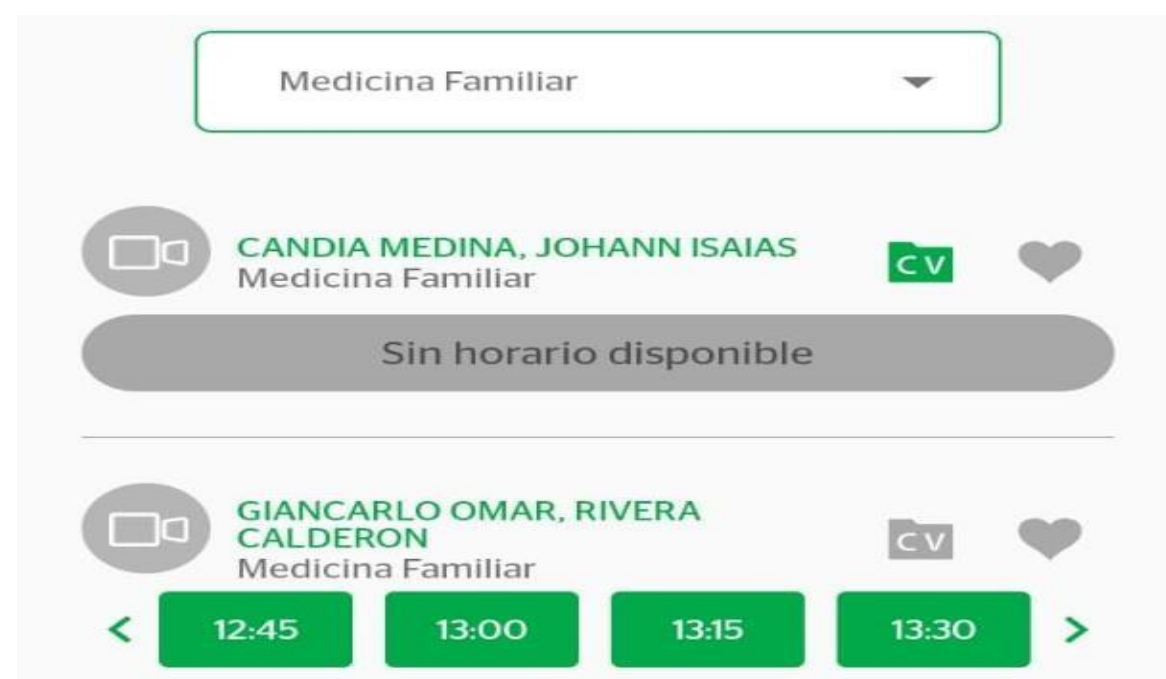 Medicina Familiar
CANDIA MEDINA, JOHANN ISAIAS
Medicina Familiar
CV
Sin horario disponible
GIANCARLO OMAR, RIVERA
CALDERON
Medicina Familiar
CV
< 12:45 13:00 13:15 13:30 >